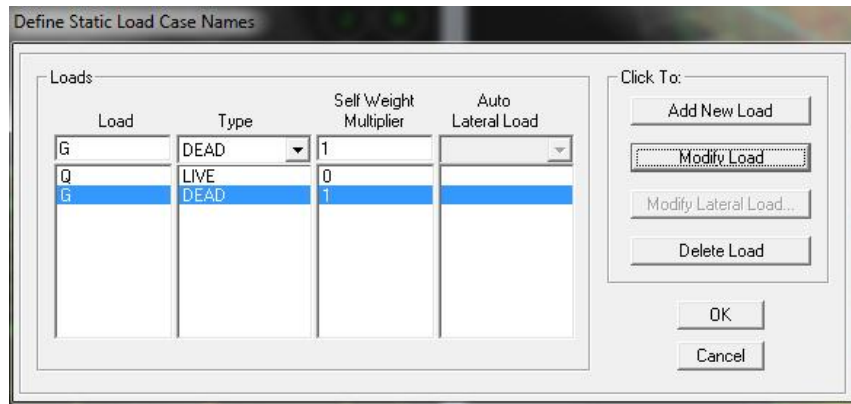 Define Static Load Case Names
Loads
Load Type Self Weight Multiplier Auto Lateral Load
G DEAD 1
Q LIVE 0
G DEAD 1
Click To:
Add New Load
Modify Load
Modify Lateral Load...
Delete Load
OK
Cancel